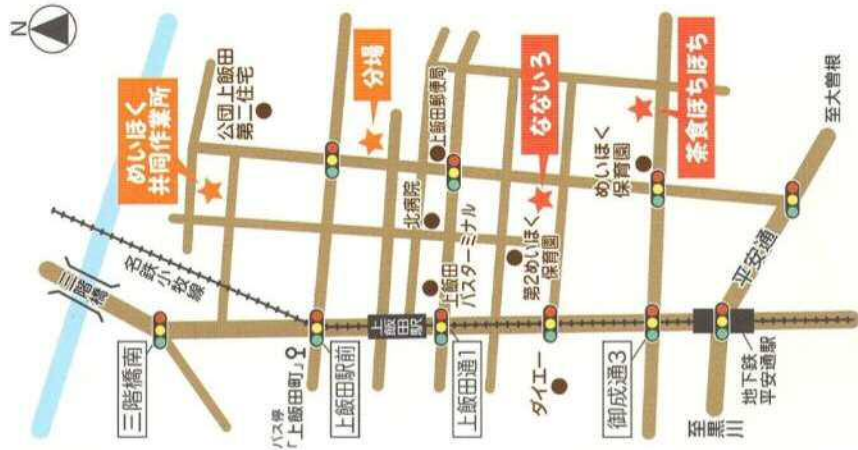 N
三階橋
名鉄小牧線
めいほく
共同作業所
公団上飯田
第二住宅
三階橋南
分場
バス停
「上飯田町」
上飯田駅前
上飯田駅
北病院
上飯田郵便局
上飯田
バスターミナル
上飯田通1
なないろ
第2めいほく
保育園
ダイエー
めいほく
保育園
茶食ぽちぽち
御成通3
平安通
地下鉄
平安通駅
至黒川
至大曽根